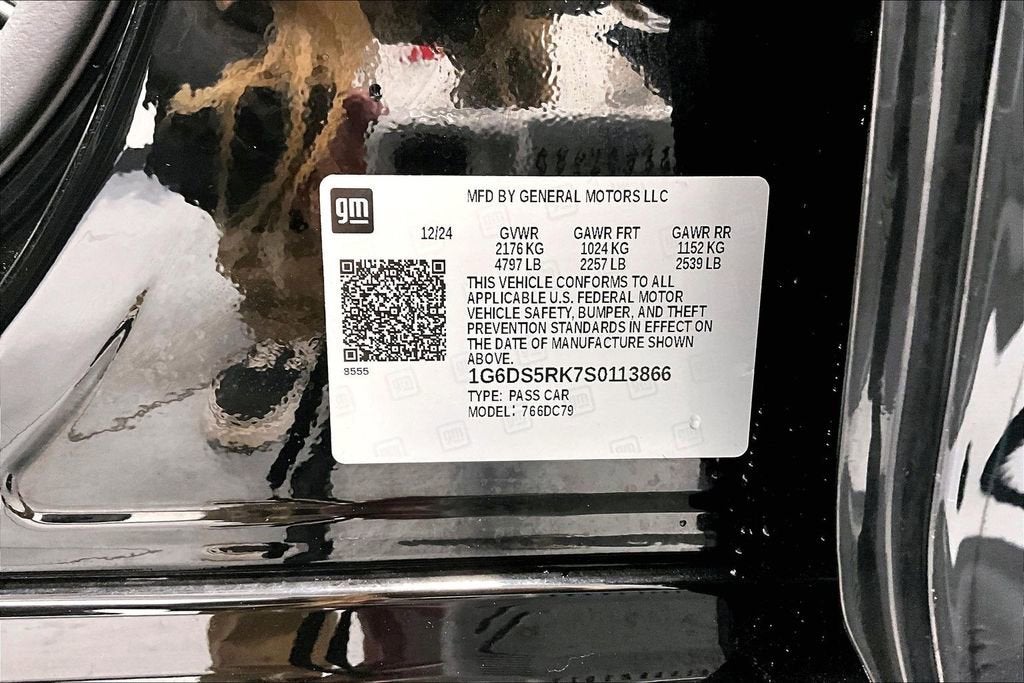 gm
MFD BY GENERAL MOTORS LLC
12/24 GVWR GAWR FRT GAWR RR
2176 KG 1024 KG 1152 KG
4797 LB 2257 LB 2539 LB
THIS VEHICLE CONFORMS TO ALL
APPLICABLE U.S. FEDERAL MOTOR
VEHICLE SAFETY, BUMPER, AND THEFT
PREVENTION STANDARDS IN EFFECT ON
THE DATE OF MANUFACTURE SHOWN
ABOVE.
8555
1G6DS5RK7S0113866
TYPE: PASS CAR
MODEL: 766DC79